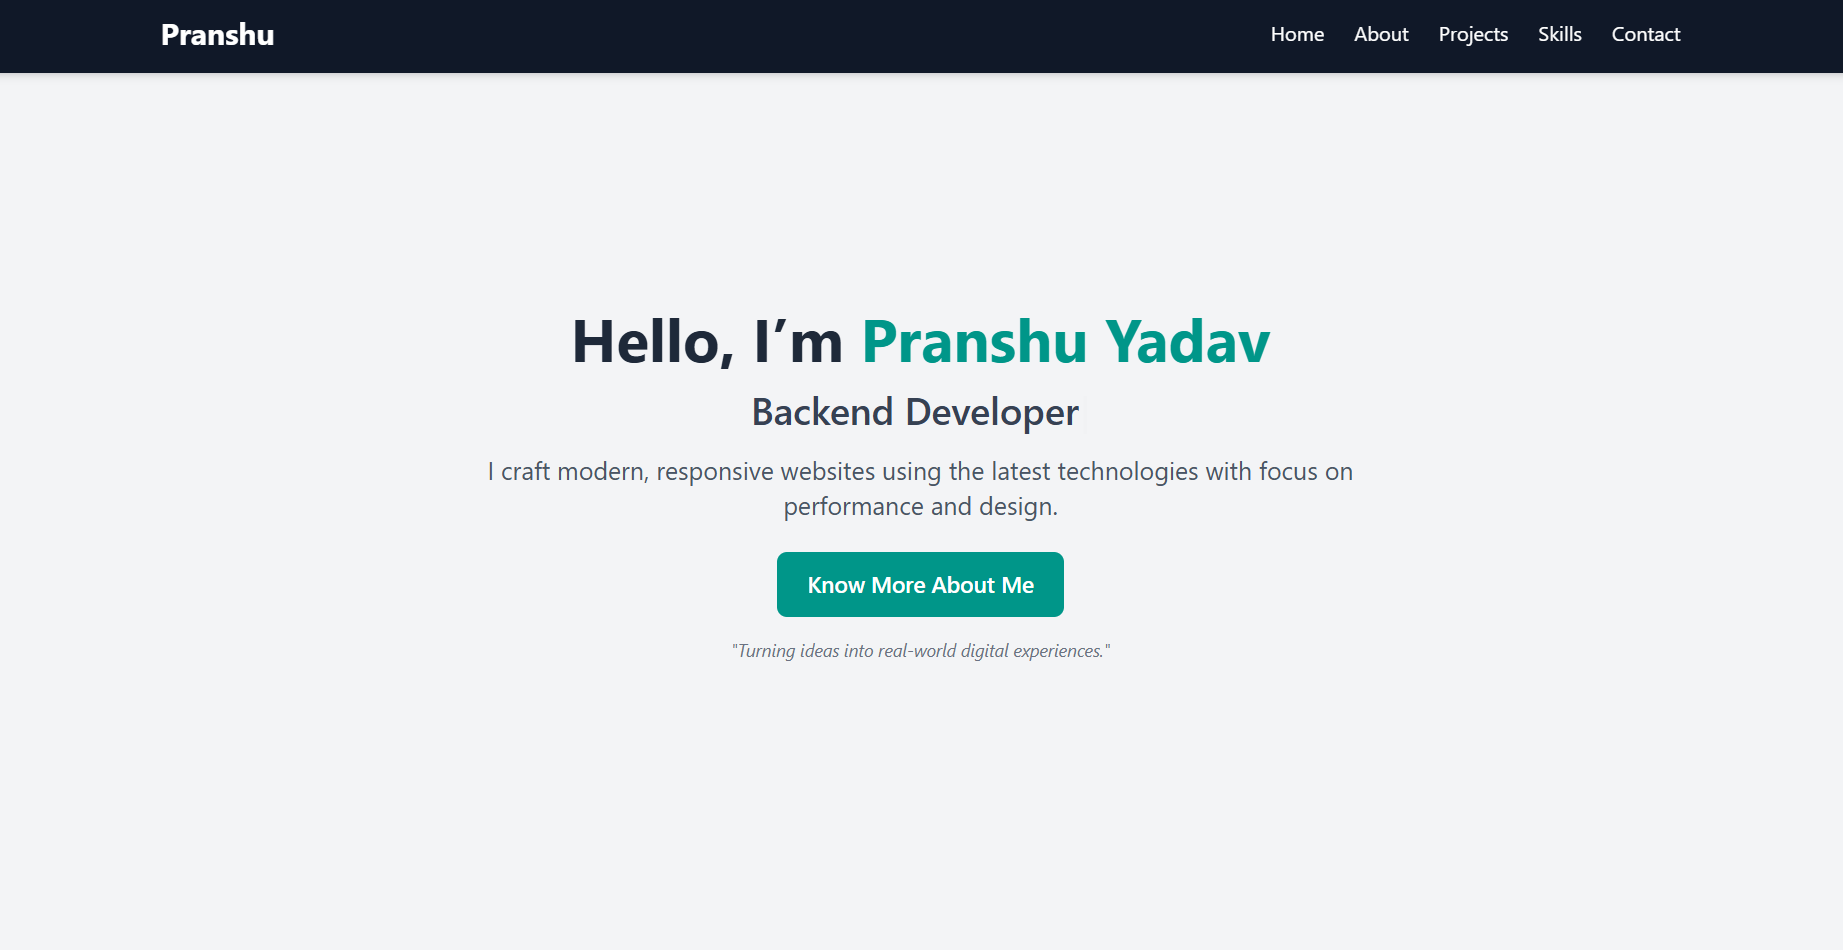 Pranshu
Home About Projects Skills Contact
Hello, I’m Pranshu Yadav
Backend Developer
I craft modern, responsive websites using the latest technologies with focus on
performance and design.
Know More About Me
"Turning ideas into real-world digital experiences."